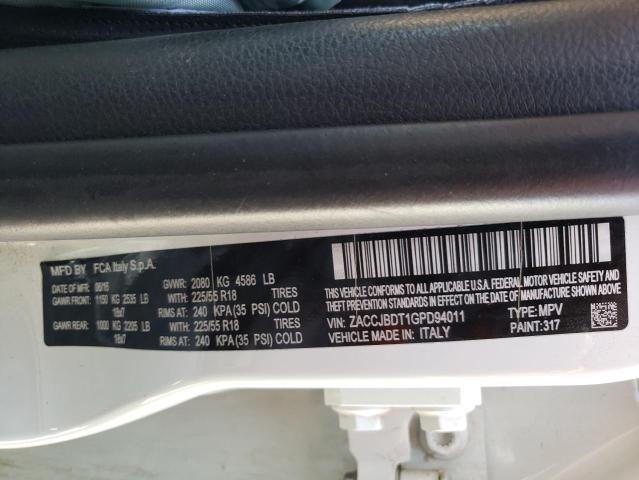 MFD BY FCA Italy S.p.A.
DATE OF MFR 06/16 GVWR: 2080 KG 4586 LB
GAWR FRONT: 1150 KG 2535 LB WITH: 225/55 R18 TIRES
18x7 RIMS AT: 240 KPA(35 PSI) COLD
GAWR REAR: 1000 KG 2205 LB WITH: 225/55 R18 TIRES
18x7 RIMS AT: 240 KPA(35 PSI) COLD
THIS VEHICLE CONFORMS TO ALL APPLICABLE U.S.FEDERAL MOTOR VEHICLE SAFETY AND
THEFT PREVENTION STANDARDS IN EFFECT ON THE DATE OF MANUFACTURE SHOWN ABOVE.
VIN: ZACCJBDT1GPD94011 TYPE: MPV
VEHICLE MADE IN: ITALY PAINT: 317